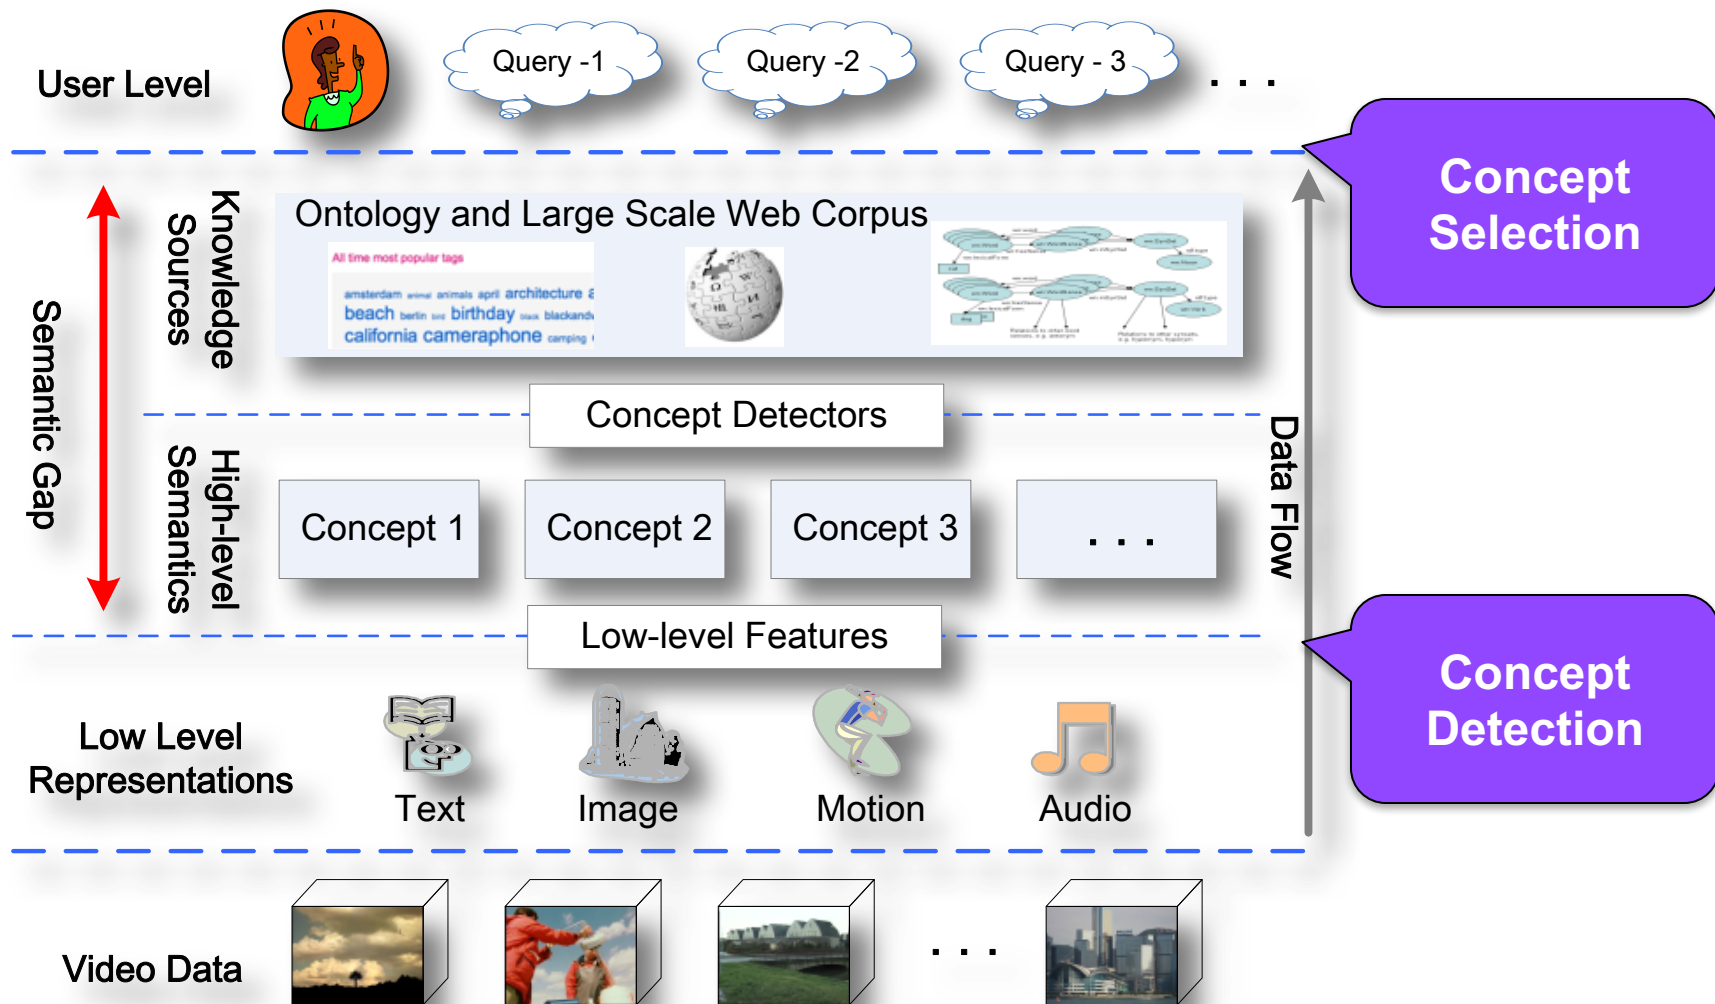 User Level
Query -1
Query -2
Query - 3
. . .
Concept
Selection
Knowledge
Sources
Ontology and Large Scale Web Corpus
All time most popular tags
amsterdam animal animals april architecture
beach berlin bird birthday black blackandw
california cameraphone camping
Semantic Gap
Concept Detectors
Data Flow
High-level
Semantics
Concept 1
Concept 2
Concept 3
. . .
Low-level Features
Concept
Detection
Low Level
Representations
Text
Image
Motion
Audio
Video Data
. . .